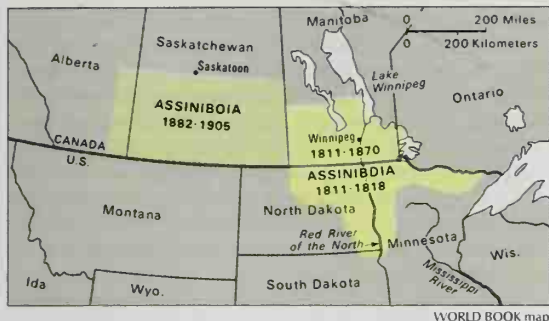 Manitoba
0 200 Miles
0 200 Kilometers
Saskatchewan
Alberta
Saskatoon
Lake
Winnipeg
Ontario
ASSINIBOIA
1882-1905
Winnipeg
1811-1870
CANADA
U.S.
ASSINIBOIA
1811-1818
Montana
North Dakota
Red River
of the North
Minnesota
Wis.
Mississippi
River
Ida
Wyo.
South Dakota
WORLD BOOK map